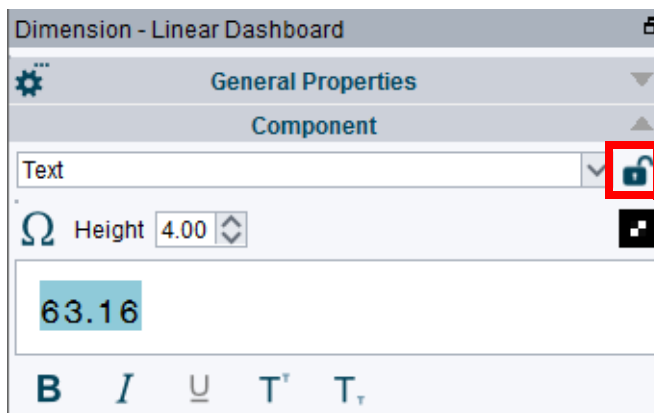 Dimension - Linear Dashboard
General Properties
Component
Text
Ω Height 4.00
63.16
B I U T T